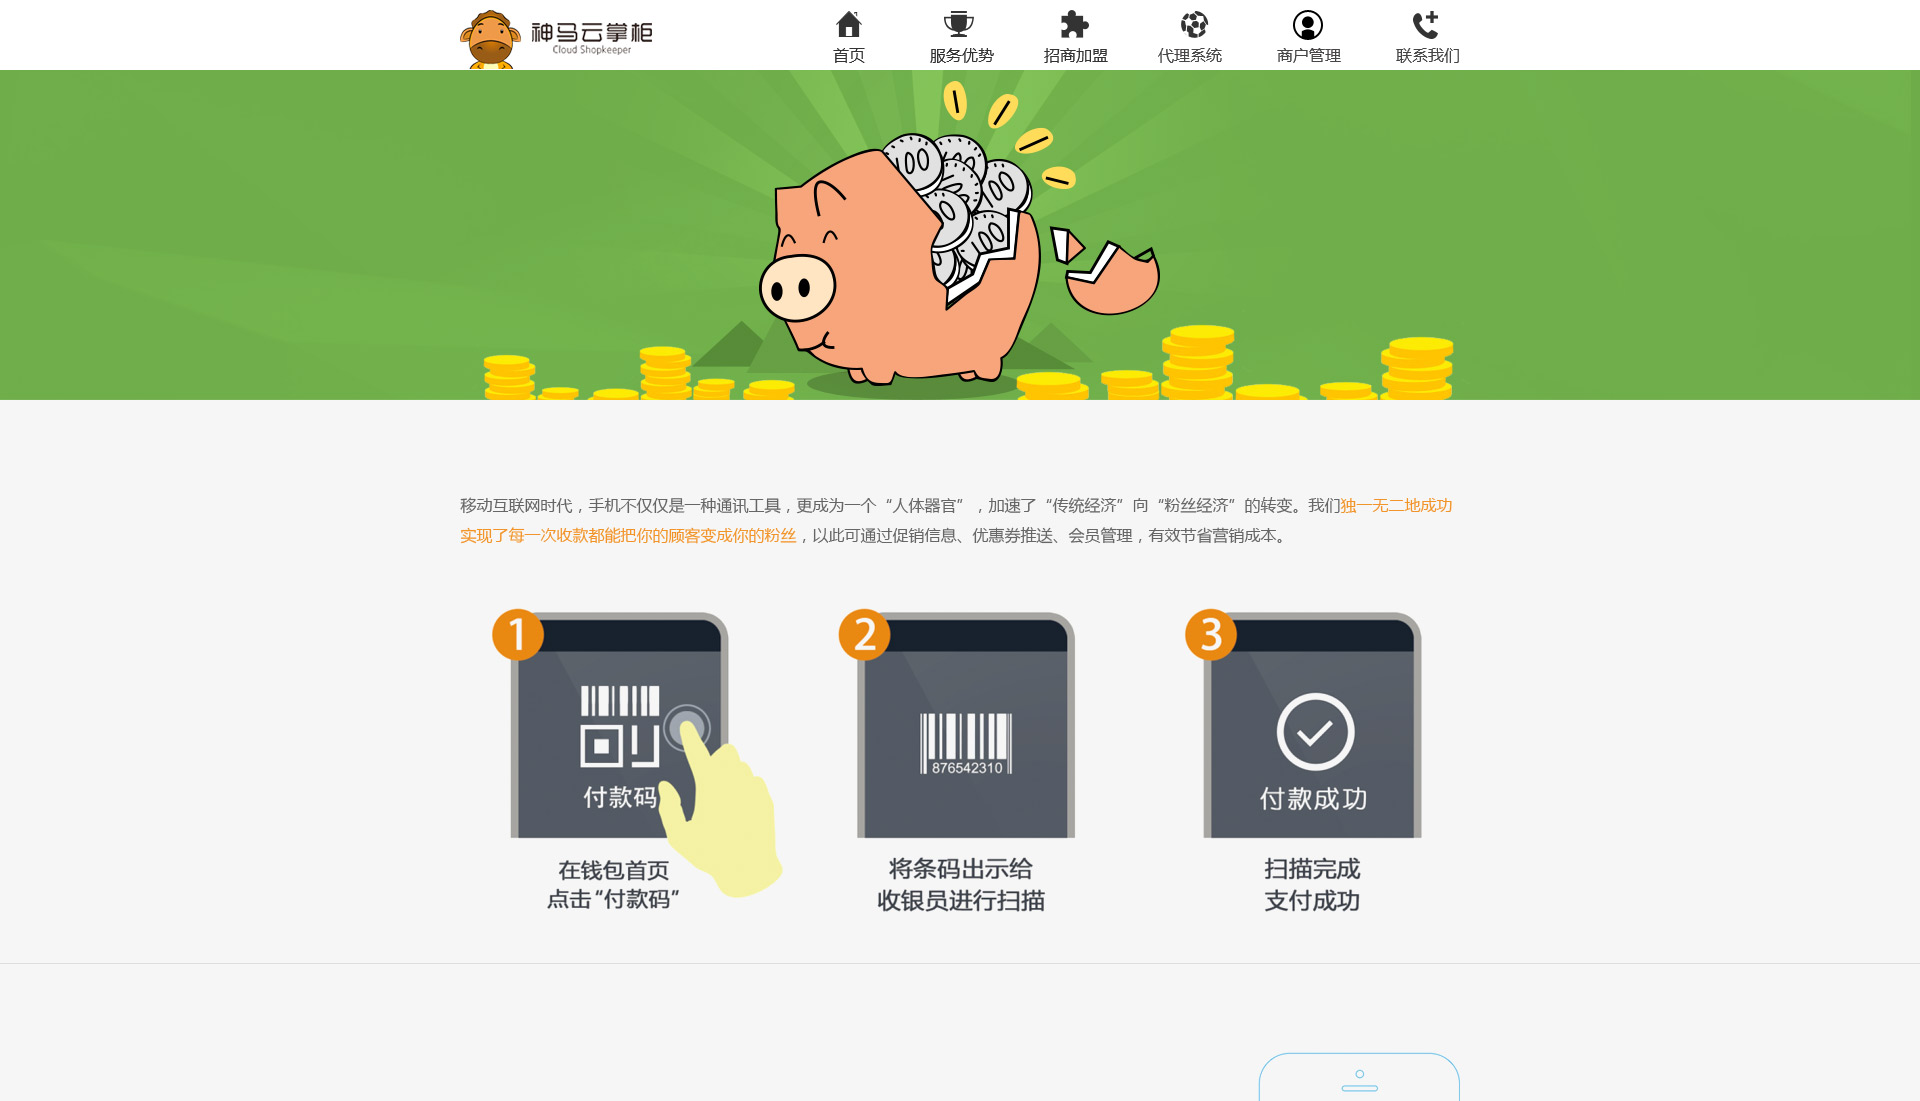 神马云掌柜
Cloud Shopkeeper
首页
服务优势
招商加盟
代理系统
商户管理
联系我们
移动互联网时代，手机不仅仅是一种通讯工具，更成为一个“人体器官”，加速了“传统经济”向“粉丝经济”的转变。我们独一无二地成功
实现了每一次收款都能把你的顾客变成你的粉丝，以此可通过促销信息、优惠券推送、会员管理，有效节省营销成本。
1
付款码
在钱包首页
点击“付款码”
2
876542310
将条码出示给
收银员进行扫描
3
付款成功
扫描完成
支付成功